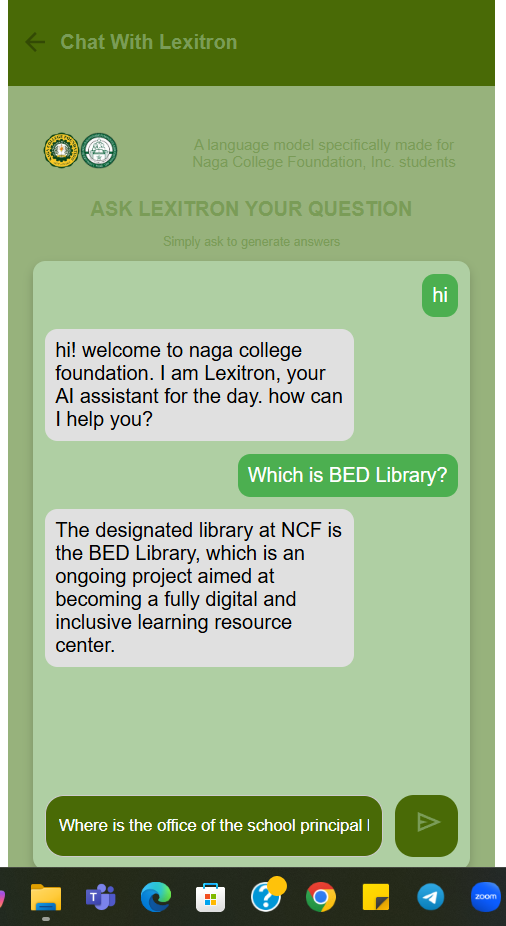 Chat With Lexitron
A language model specifically made for
Naga College Foundation, Inc. students
ASK LEXITRON YOUR QUESTION
Simply ask to generate answers
hi
hi! welcome to naga college
foundation. I am Lexitron, your
AI assistant for the day. how can
I help you?
Which is BED Library?
The designated library at NCF is
the BED Library, which is an
ongoing project aimed at
becoming a fully digital and
inclusive learning resource
center.
Where is the office of the school principal
zoom